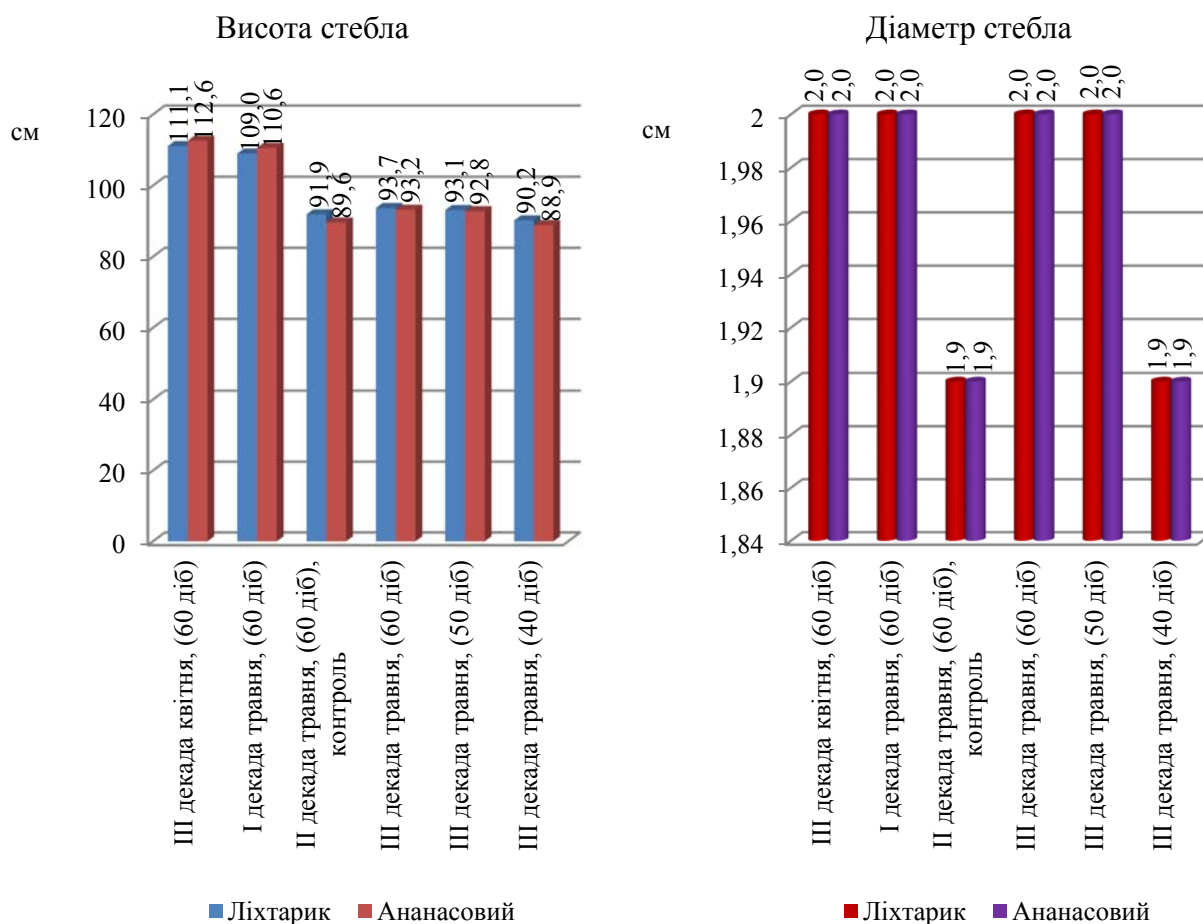 Висота стебла
см
120
100
80
60
40
20
0
111,1
112,6
109,0
110,6
91,9
89,6
93,7
93,2
93,1
92,8
90,2
88,9
III декада квітня, (60 діб)
I декада травня, (60 діб)
II декада травня, (60 діб),
контроль
III декада травня, (60 діб)
III декада травня, (50 діб)
III декада травня, (40 діб)
Ліхтарик Ананасовий
Діаметр стебла
см
2
1,98
1,96
1,94
1,92
1,9
1,88
1,86
1,84
2,0
2,0
2,0
2,0
1,9
1,9
2,0
2,0
2,0
2,0
1,9
1,9
III декада квітня, (60 діб)
I декада травня, (60 діб)
II декада травня, (60 діб),
контроль
III декада травня, (60 діб)
III декада травня, (50 діб)
III декада травня, (40 діб)
Ліхтарик Ананасовий